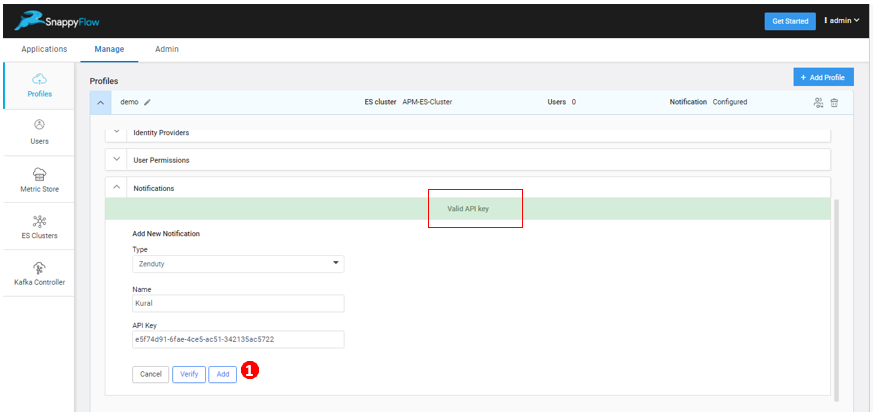 SnappyFlow
Get Started
admin
Applications Manage Admin
Profiles
Users
Metric Store
ES Clusters
Kafka Controller
Profiles
+ Add Profile
demo ES cluster APM-ES-Cluster Users 0 Notification Configured
Identity Providers
User Permissions
Notifications
Valid API key
Add New Notification
Type
Zenduty
Name
Kural
API Key
e5f74d91-6fae-4ce5-ac51-342135ac5722
Cancel Verify Add 1